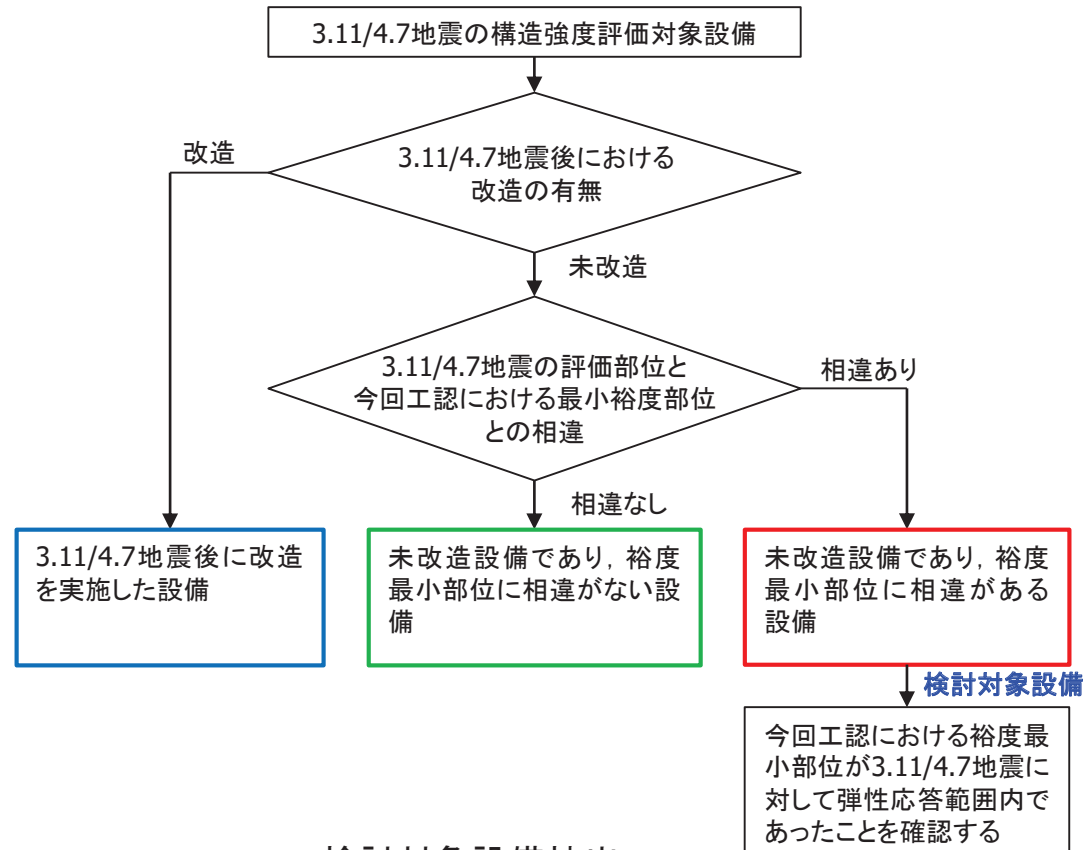 3.11/4.7地震の構造強度評価対象設備
改造
3.11/4.7地震後における
改造の有無
未改造
3.11/4.7地震の評価部位と
今回工認における最小裕度部位
との相違
相違あり
相違なし
3.11/4.7地震後に改造
を実施した設備
未改造設備であり, 裕度
最小部位に相違がない設
備
未改造設備であり, 裕度
最小部位に相違がある
設備
検討対象設備
今回工認における裕度最
小部位が3.11/4.7地震に
対して弾性応答範囲内で
あったことを確認する